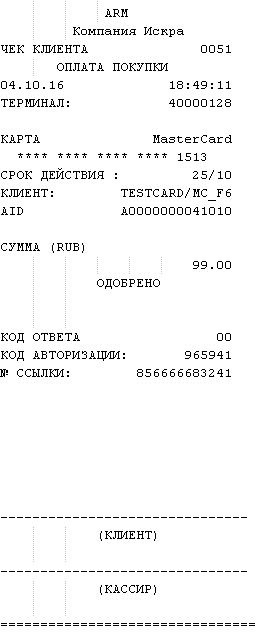 ARM
Компания Искра
ЧЕК КЛИЕНТА 0051
ОПЛАТА ПОКУПКИ
04.10.16 18:49:11
ТЕРМИНАЛ: 40000128
КАРТА MasterCard
**** **** **** **** 1513
СРОК ДЕЙСТВИЯ : 25/10
КЛИЕНТ: TESTCARD/MC_F6
AID A0000000041010
СУММА (RUB)
99.00
ОДОБРЕНО
КОД ОТВЕТА 00
КОД АВТОРИЗАЦИИ: 965941
№ ССЫЛКИ: 856666683241
-------------------------------
(КЛИЕНТ)
-------------------------------
(КАССИР)
================================